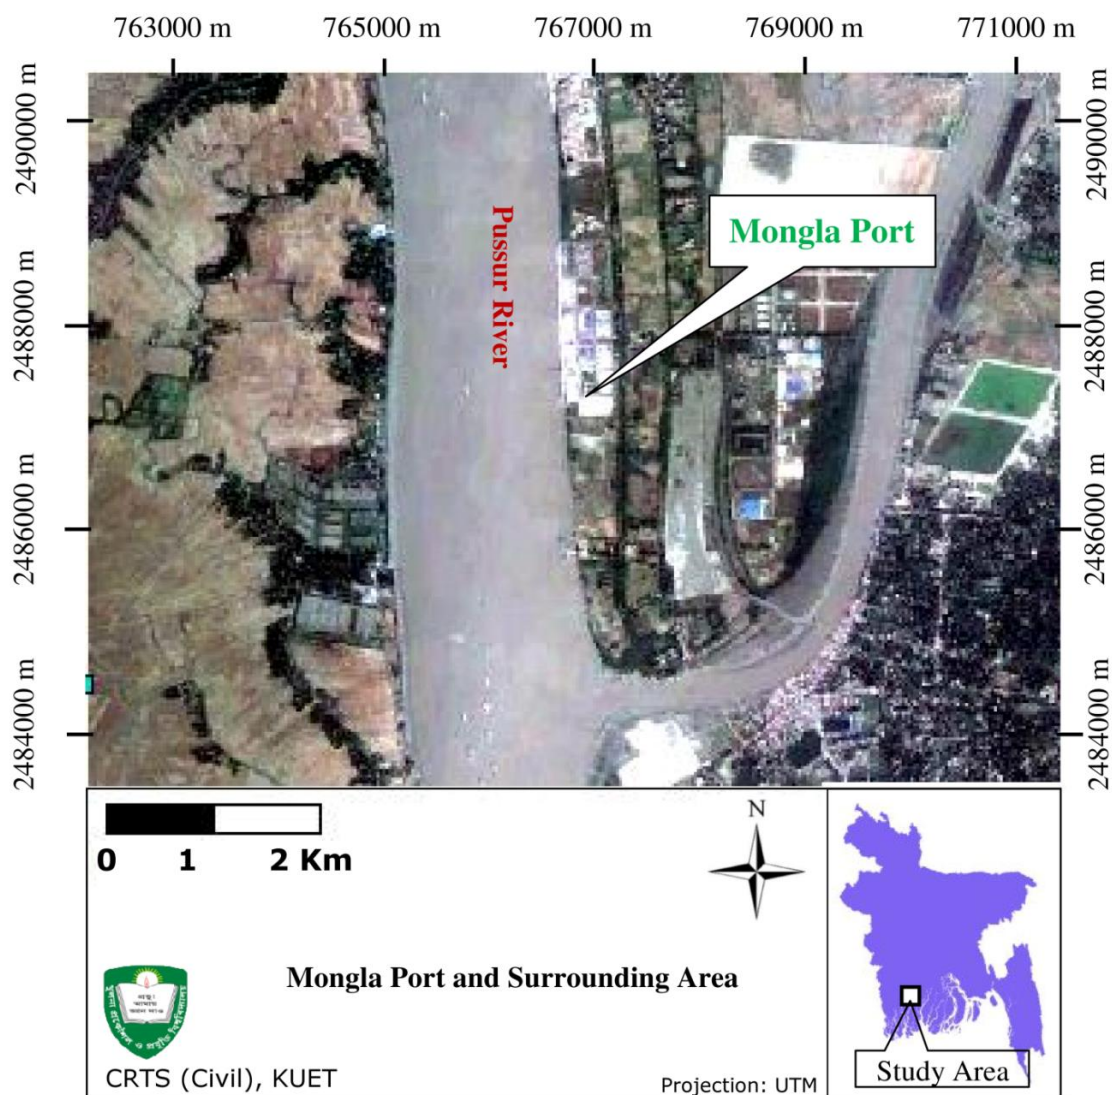 763000 m 765000 m 767000 m 769000 m 771000 m
2490000 m
2488000 m
2486000 m
2484000 m
Pussur River
Mongla Port
2490000 m
2488000 m
2486000 m
2484000 m
0 1 2 Km
N
Mongla Port and Surrounding Area
CRTS (Civil), KUET
Projection: UTM
Study Area